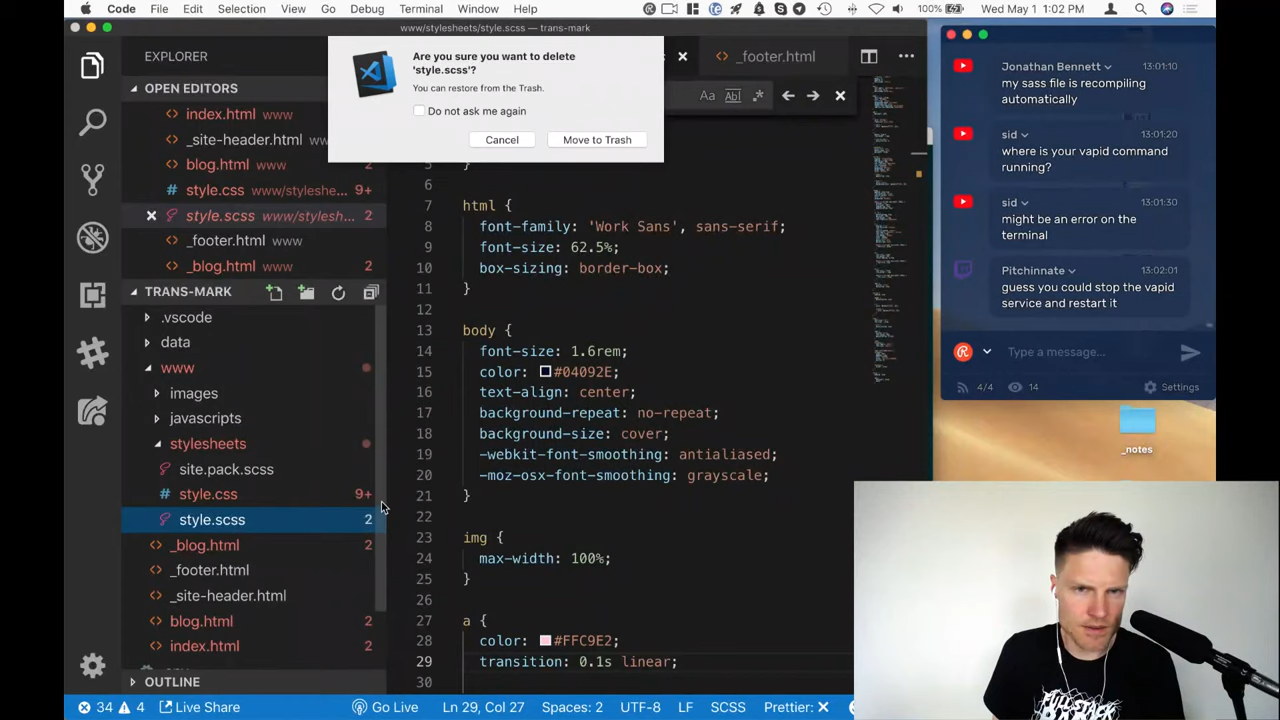 Code File Edit Selection View Go Debug Terminal Window Help
100% Wed May 1 1:02 PM
www/stylesheets/style.scss — trans-mark
EXPLORER
OPEN EDITORS
index.html www
_site-header.html
blog.html www
style.css www/styleshe... 9+
style.scss www/stylesh... 2
_footer.html www
_blog.html www 2
TRANS-MARK
.vscode
data
www
images
javascripts
stylesheets
site.pack.scss
style.css 9+
style.scss 2
_blog.html 2
_footer.html
_site-header.html
blog.html 2
index.html 2
OUTLINE
Are you sure you want to delete
'style.scss'?
You can restore from the Trash.
Do not ask me again
Cancel Move to Trash
_footer.html
Aa Abl .*
5 }
6
7 html {
8 font-family: 'Work Sans', sans-serif;
9 font-size: 62.5%;
10 box-sizing: border-box;
11 }
12
13 body {
14 font-size: 1.6rem;
15 color: #04092E;
16 text-align: center;
17 background-repeat: no-repeat;
18 background-size: cover;
19 -webkit-font-smoothing: antialiased;
20 -moz-osx-font-smoothing: grayscale;
21 }
22
23 img {
24 max-width: 100%;
25 }
26
27 a {
28 color: #FFC9E2;
29 transition: 0.1s linear;
30
34 4 Live Share Go Live Ln 29, Col 27 Spaces: 2 UTF-8 LF SCSS Prettier: ×
Jonathan Bennett 13:01:10
my sass file is recompiling
automatically
sid 13:01:20
where is your vapid command
running?
sid 13:01:30
might be an error on the
terminal
Pitchinnate 13:02:01
guess you could stop the vapid
service and restart it
Type a message...
4/4 14 Settings
_notes